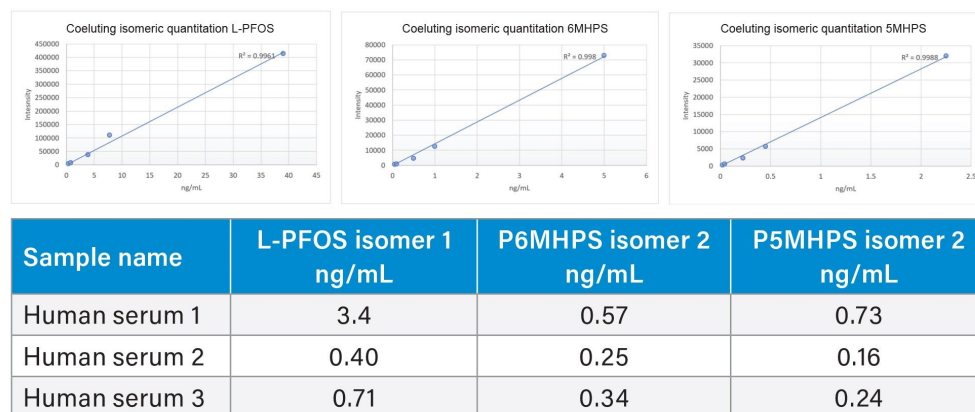 Coeluting isomeric quantitation L-PFOS
450000
400000
350000
300000
250000
200000
150000
100000
50000
0
Intesnsity
R² = 0.9961
0 5 10 15 20 25 30 35 40 45
ng/mL
Coeluting isomeric quantitation 6MHPS
80000
70000
60000
50000
40000
30000
20000
10000
0
R² = 0.998
0 1 2 3 4 5 6
ng/mL
Coeluting isomeric quantitation 5MHPS
35000
30000
25000
20000
15000
10000
5000
0
R² = 0.9988
0 0.5 1 1.5 2 2.5
ng/mL
Sample name
L-PFOS isomer 1
ng/mL
P6MHPS isomer 2
ng/mL
P5MHPS isomer 2
ng/mL
Human serum 1 3.4 0.57 0.73
Human serum 2 0.40 0.25 0.16
Human serum 3 0.71 0.34 0.24